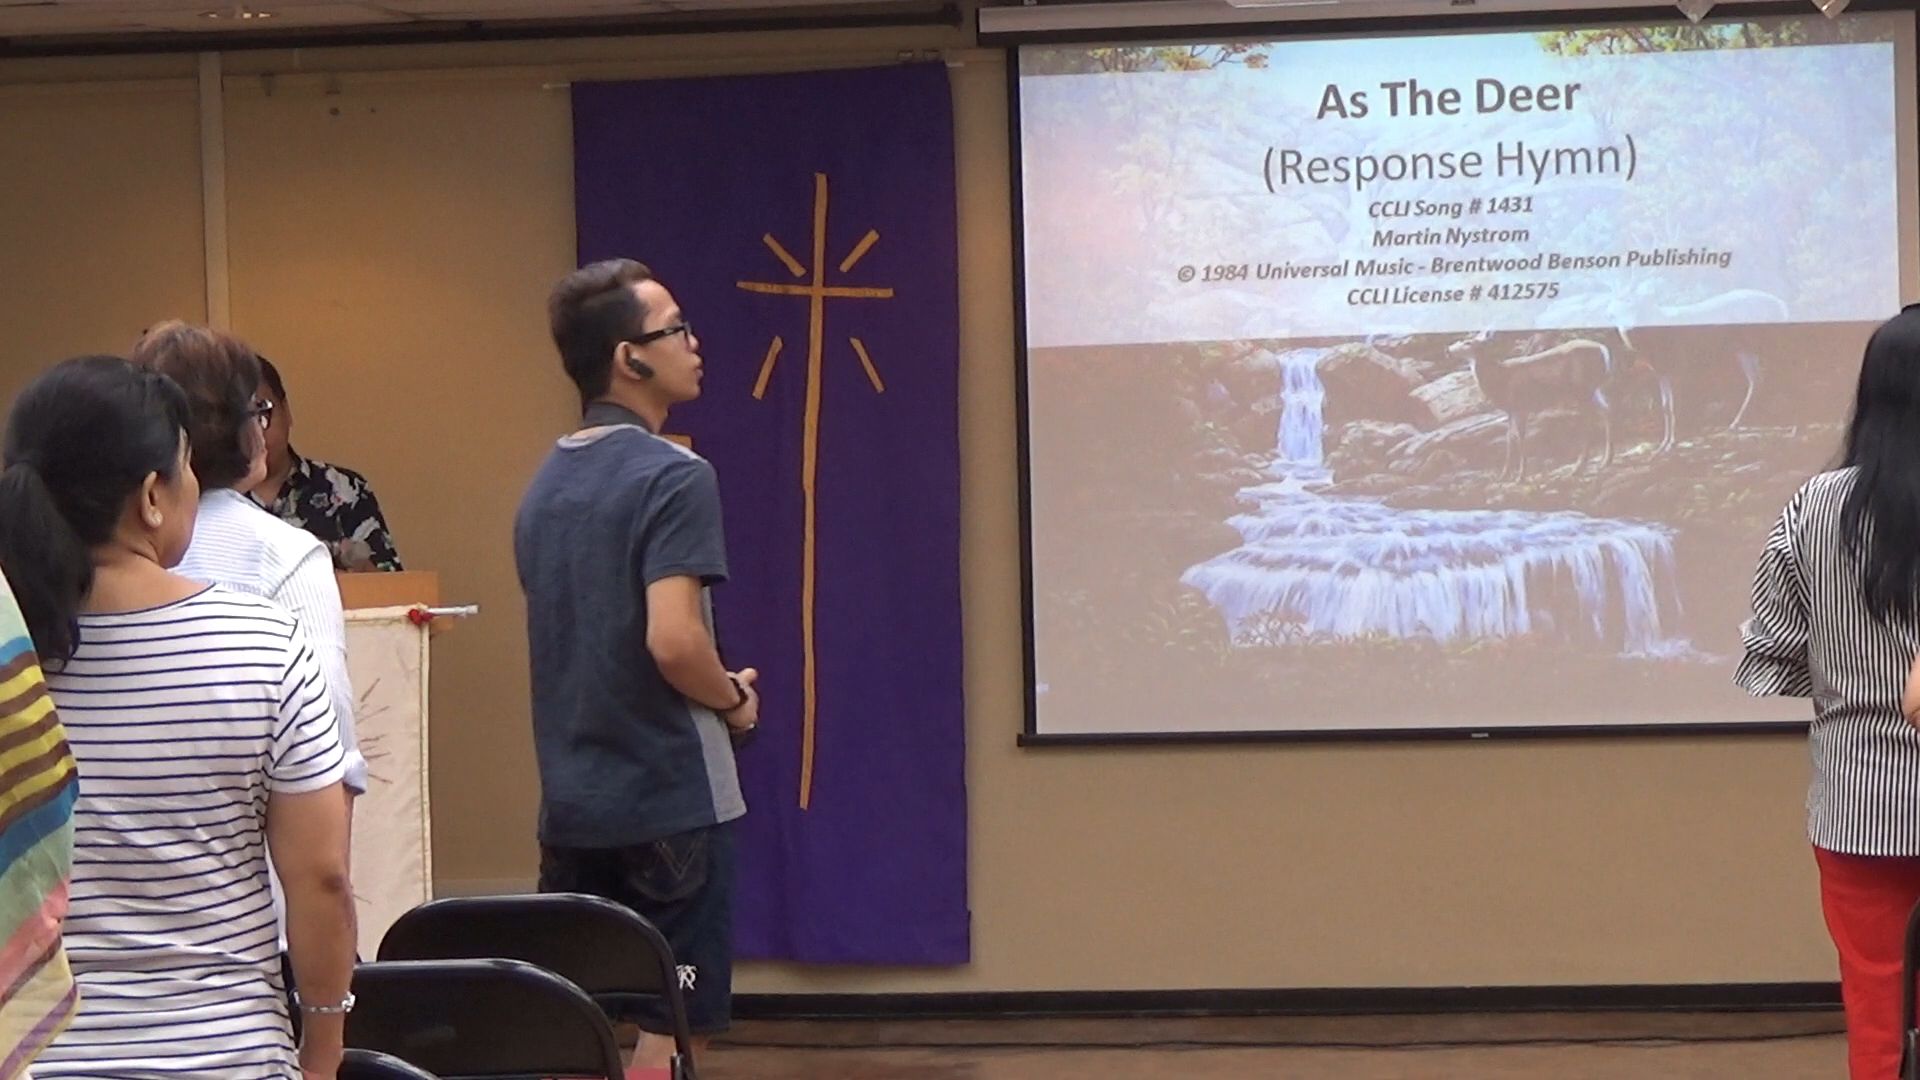 As The Deer
(Response Hymn)
CCLI Song # 1431
Martin Nystrom
© 1984 Universal Music - Brentwood Benson Publishing
CCLI License # 412575